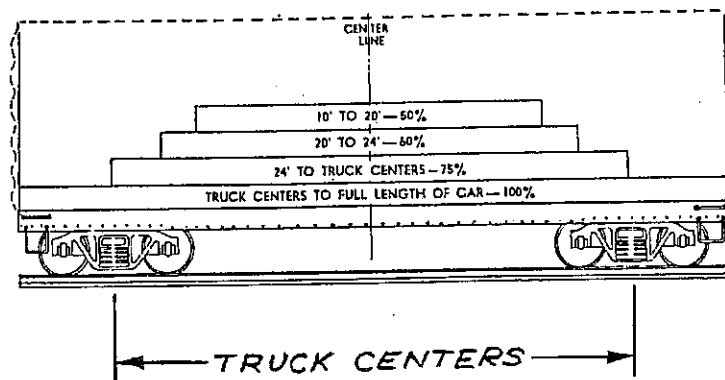 CENTER
LINE
10' TO 20'—50%
20' TO 24'—60%
24' TO TRUCK CENTERS—75%
TRUCK CENTERS TO FULL LENGTH OF CAR—100%
TRUCK CENTERS